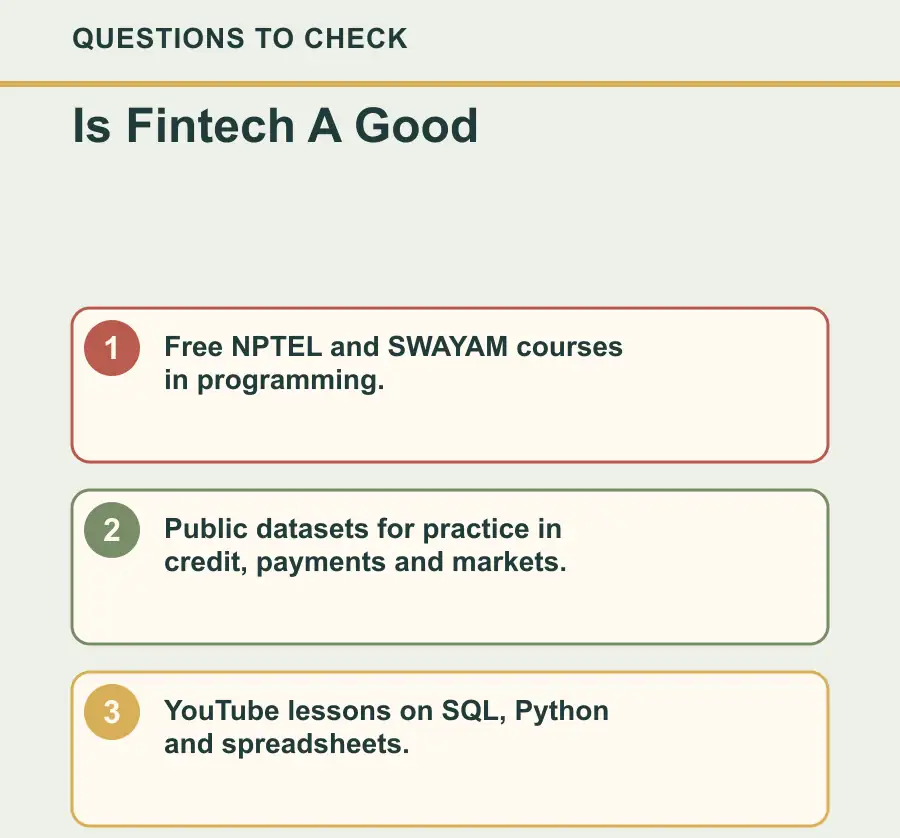 QUESTIONS TO CHECK
Is Fintech A Good
1
Free NPTEL and SWAYAM courses
in programming.
2
Public datasets for practice in
credit, payments and markets.
3
YouTube lessons on SQL, Python
and spreadsheets.